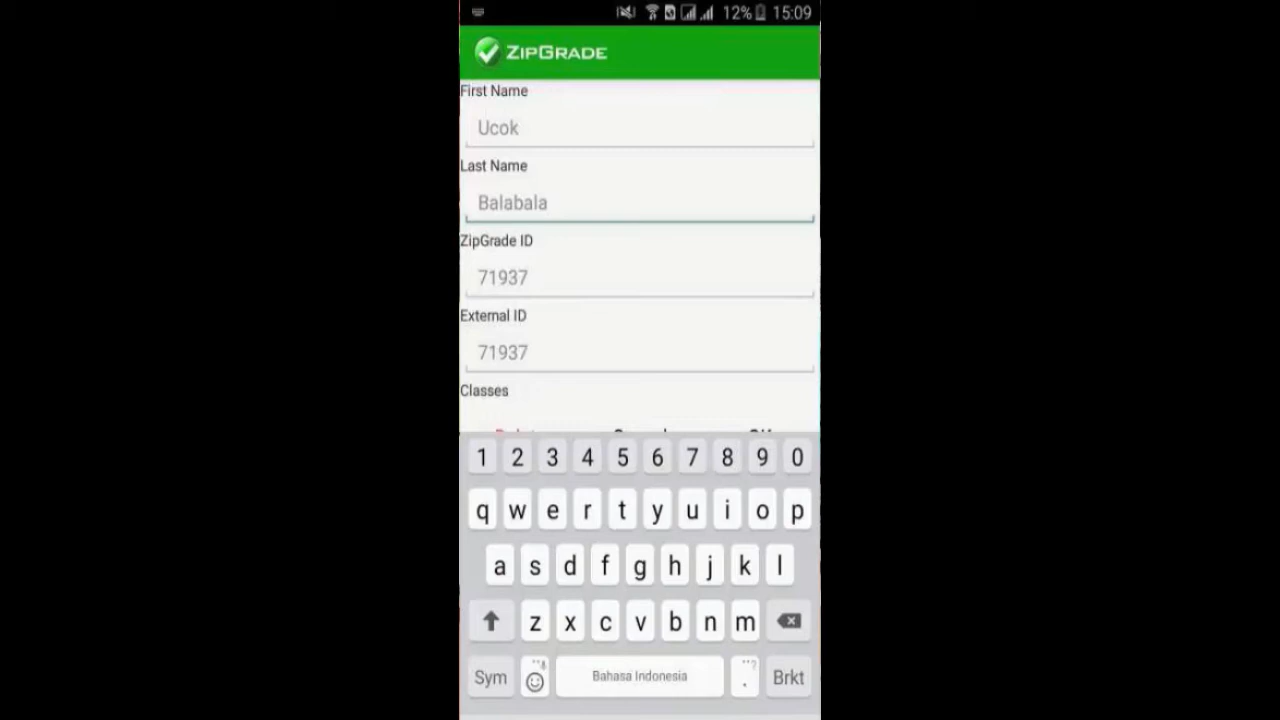 12% 15:09
ZIPGRADE
First Name
Ucok
Last Name
Balabala
ZipGrade ID
71937
External ID
71937
Classes
1 2 3 4 5 6 7 8 9 0
q w e r t y u i o p
a s d f g h j k l
z x c v b n m
Sym Bahasa Indonesia . Brkt